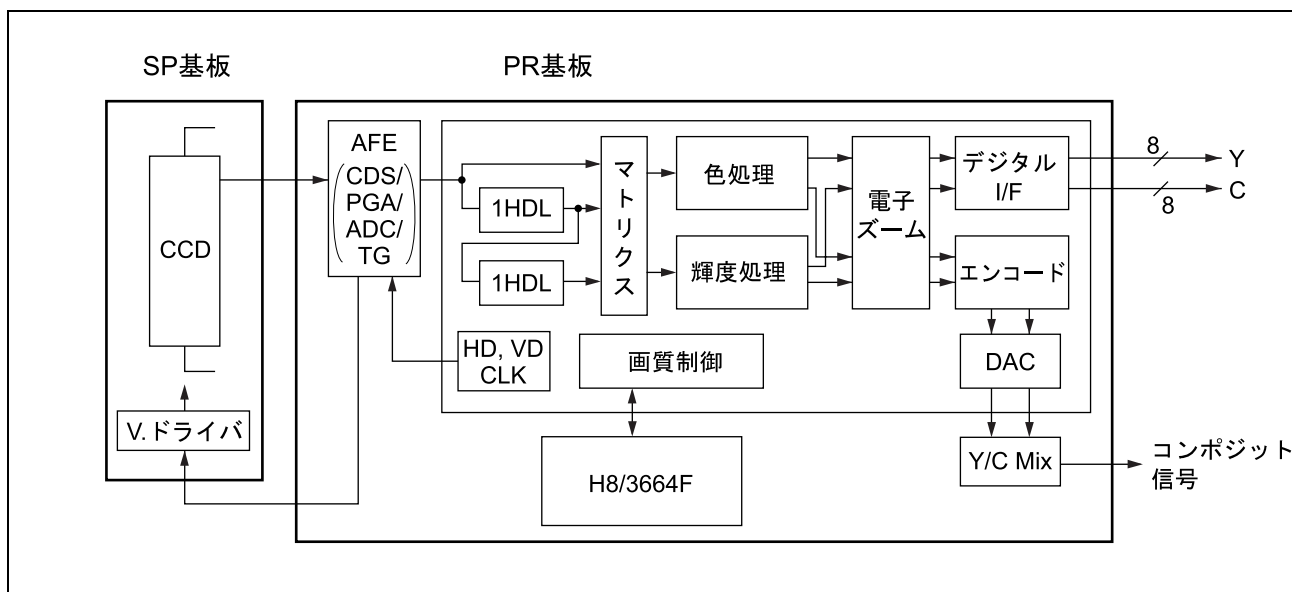 SP基板
PR基板
CCD
V.ドライバ
AFE
(CDS/
PGA/
ADC/
TG)
1HDL
1HDL
マトリクス
色処理
輝度処理
電子
ズーム
デジタル
I/F
エンコード
8
Y
8
C
HD, VD
CLK
画質制御
DAC
H8/3664F
Y/C Mix
コンポジット
信号